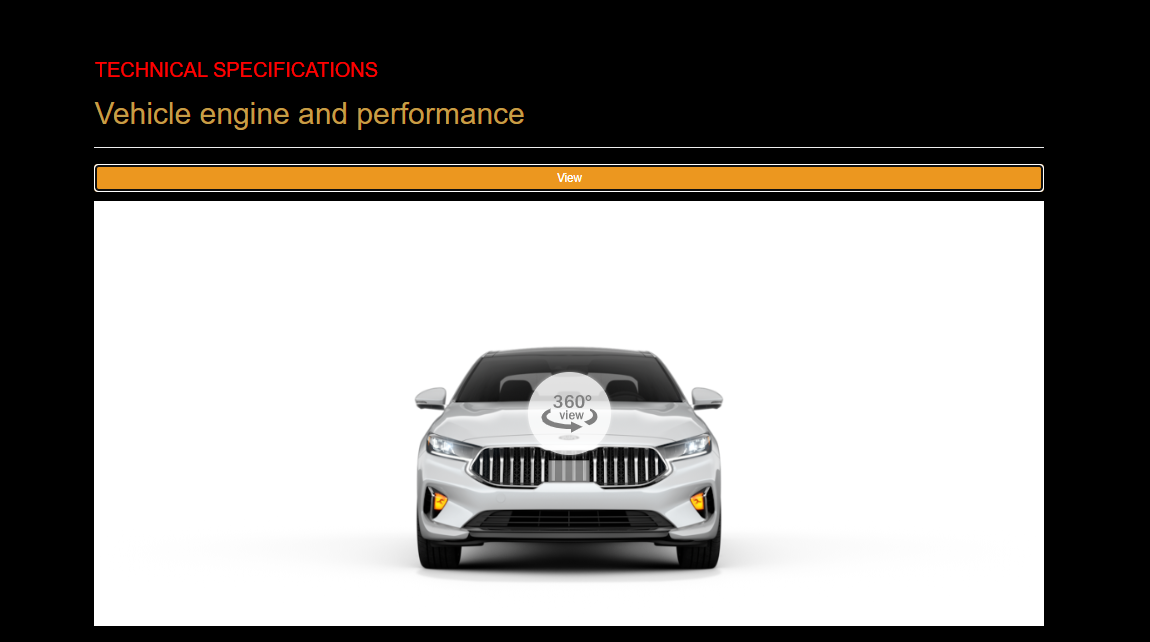 TECHNICAL SPECIFICATIONS
Vehicle engine and performance
View
360°
view